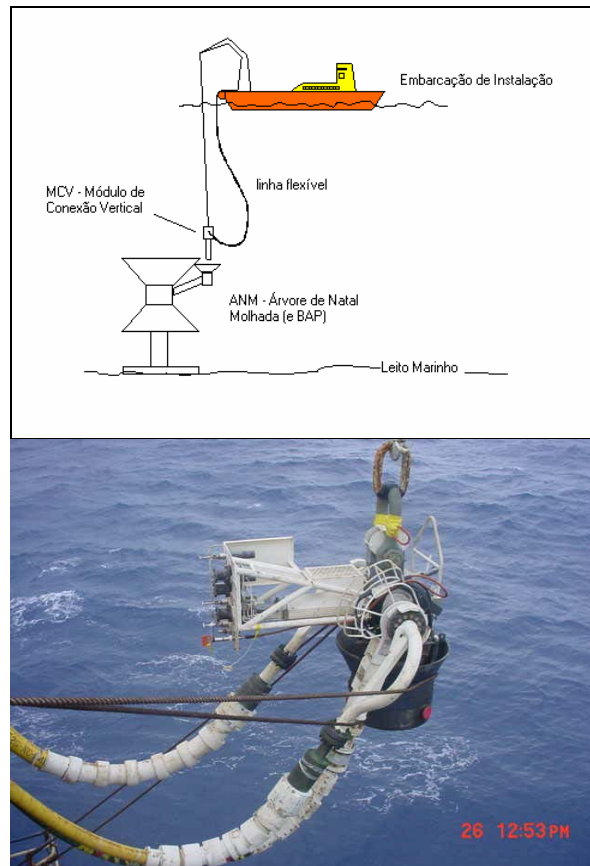 Embarcação de Instalação
linha flexível
MCV - Módulo de
Conexão Vertical
ANM - Árvore de Natal
Molhada (e BAP)
Leito Marinho
26 12:53PM